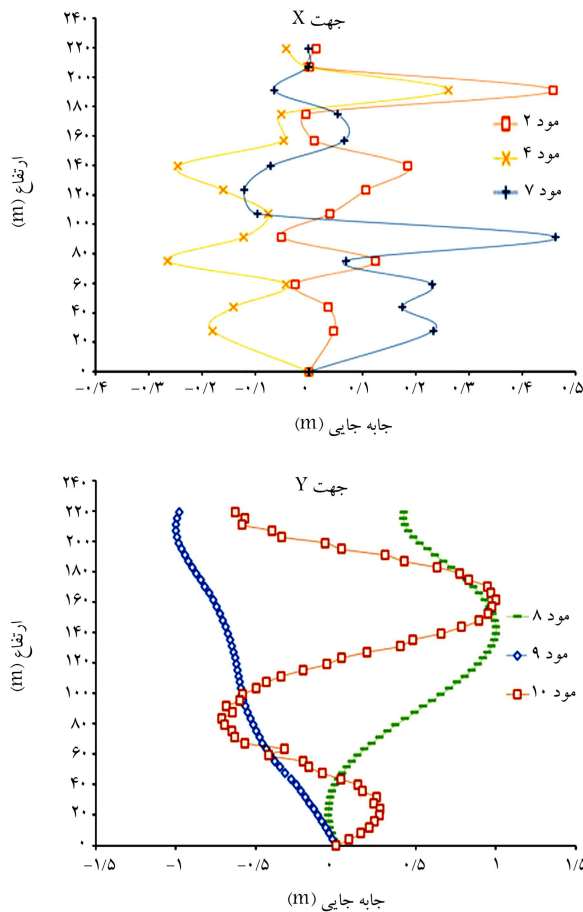 جهت X
۲۴۰
۲۲۰
۲۰۰
۱۸۰
۱۶۰
۱۴۰
۱۲۰
۱۰۰
۸۰
۶۰
۴۰
۲۰
۰
ارتفاع (m)
مود ۲
مود ۴
مود ۷
−۰/۴ −۰/۳ −۰/۲ −۰/۱ ۰ ۰/۱ ۰/۲ ۰/۳ ۰/۴ ۰/۵
جابه جایی (m)
جهت Y
۲۴۰
۲۲۰
۲۰۰
۱۸۰
۱۶۰
۱۴۰
۱۲۰
۱۰۰
۸۰
۶۰
۴۰
۲۰
۰
ارتفاع (m)
مود ۸
مود ۹
مود ۱۰
−۱/۵ −۱ −۰/۵ ۰ ۰/۵ ۱ ۱/۵
جابه جایی (m)